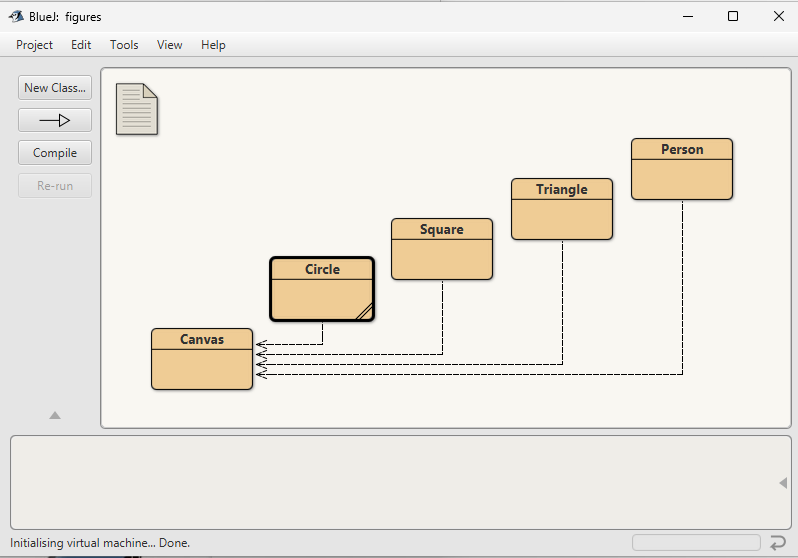 BlueJ: figures
Project Edit Tools View Help
New Class...
Compile
Re-run
Person
Triangle
Square
Circle
Canvas
Initialising virtual machine... Done.